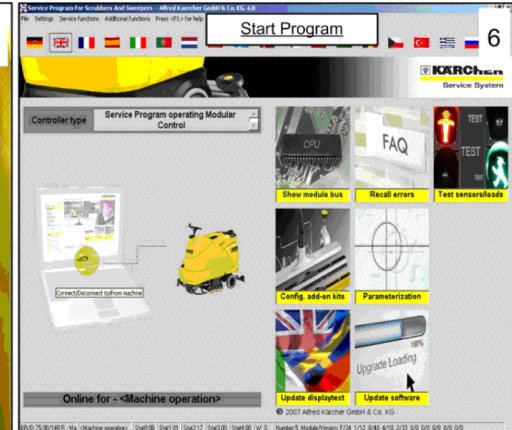 Service Program For Scrubbers And Sweepers - Alfred Kaercher GmbH & Co. KG. 4.0
File Settings Service functions Additional functions Press <F1> for help
Start Program
6
KÄRCHER
Service System
Controller type
Service Program operating Modular
Control
CPU
FAQ
TEST
TEST
TEST
Show module bus
Recall errors
Test sensors/loads
Connect/Disconnect to/from machine
Config. add-on kits
Parameterization
100%
Upgrade Loading
Update displaytext
Update software
Online for - <Machine operation>
© 2007 Alfred Kärcher GmbH & Co. KG